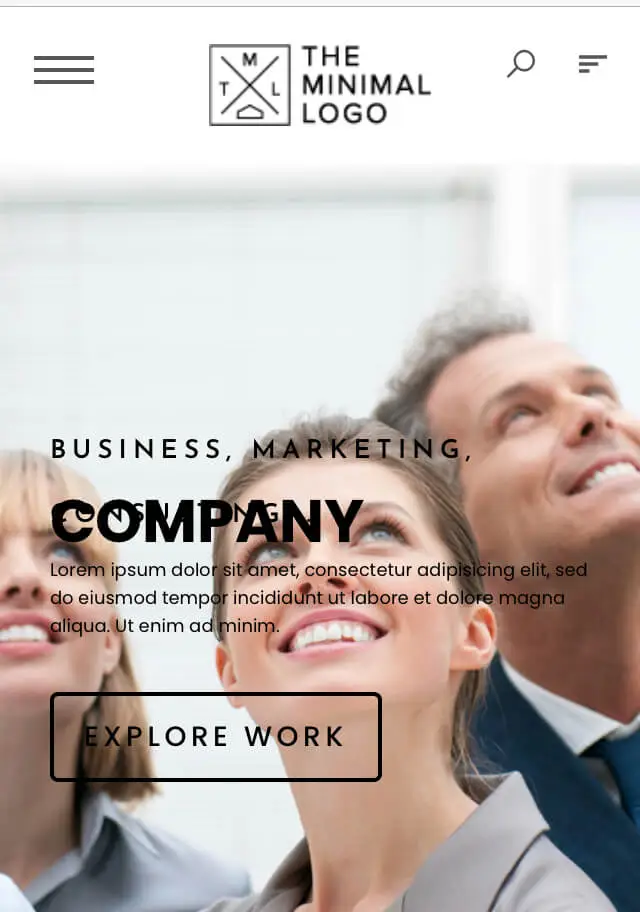 M
T L
THE
MINIMAL
LOGO
BUSINESS, MARKETING,
CONSULTING
COMPANY
Lorem ipsum dolor sit amet, consectetur adipisicing elit, sed
do eiusmod tempor incididunt ut labore et dolore magna
aliqua. Ut enim ad minim.
EXPLORE WORK